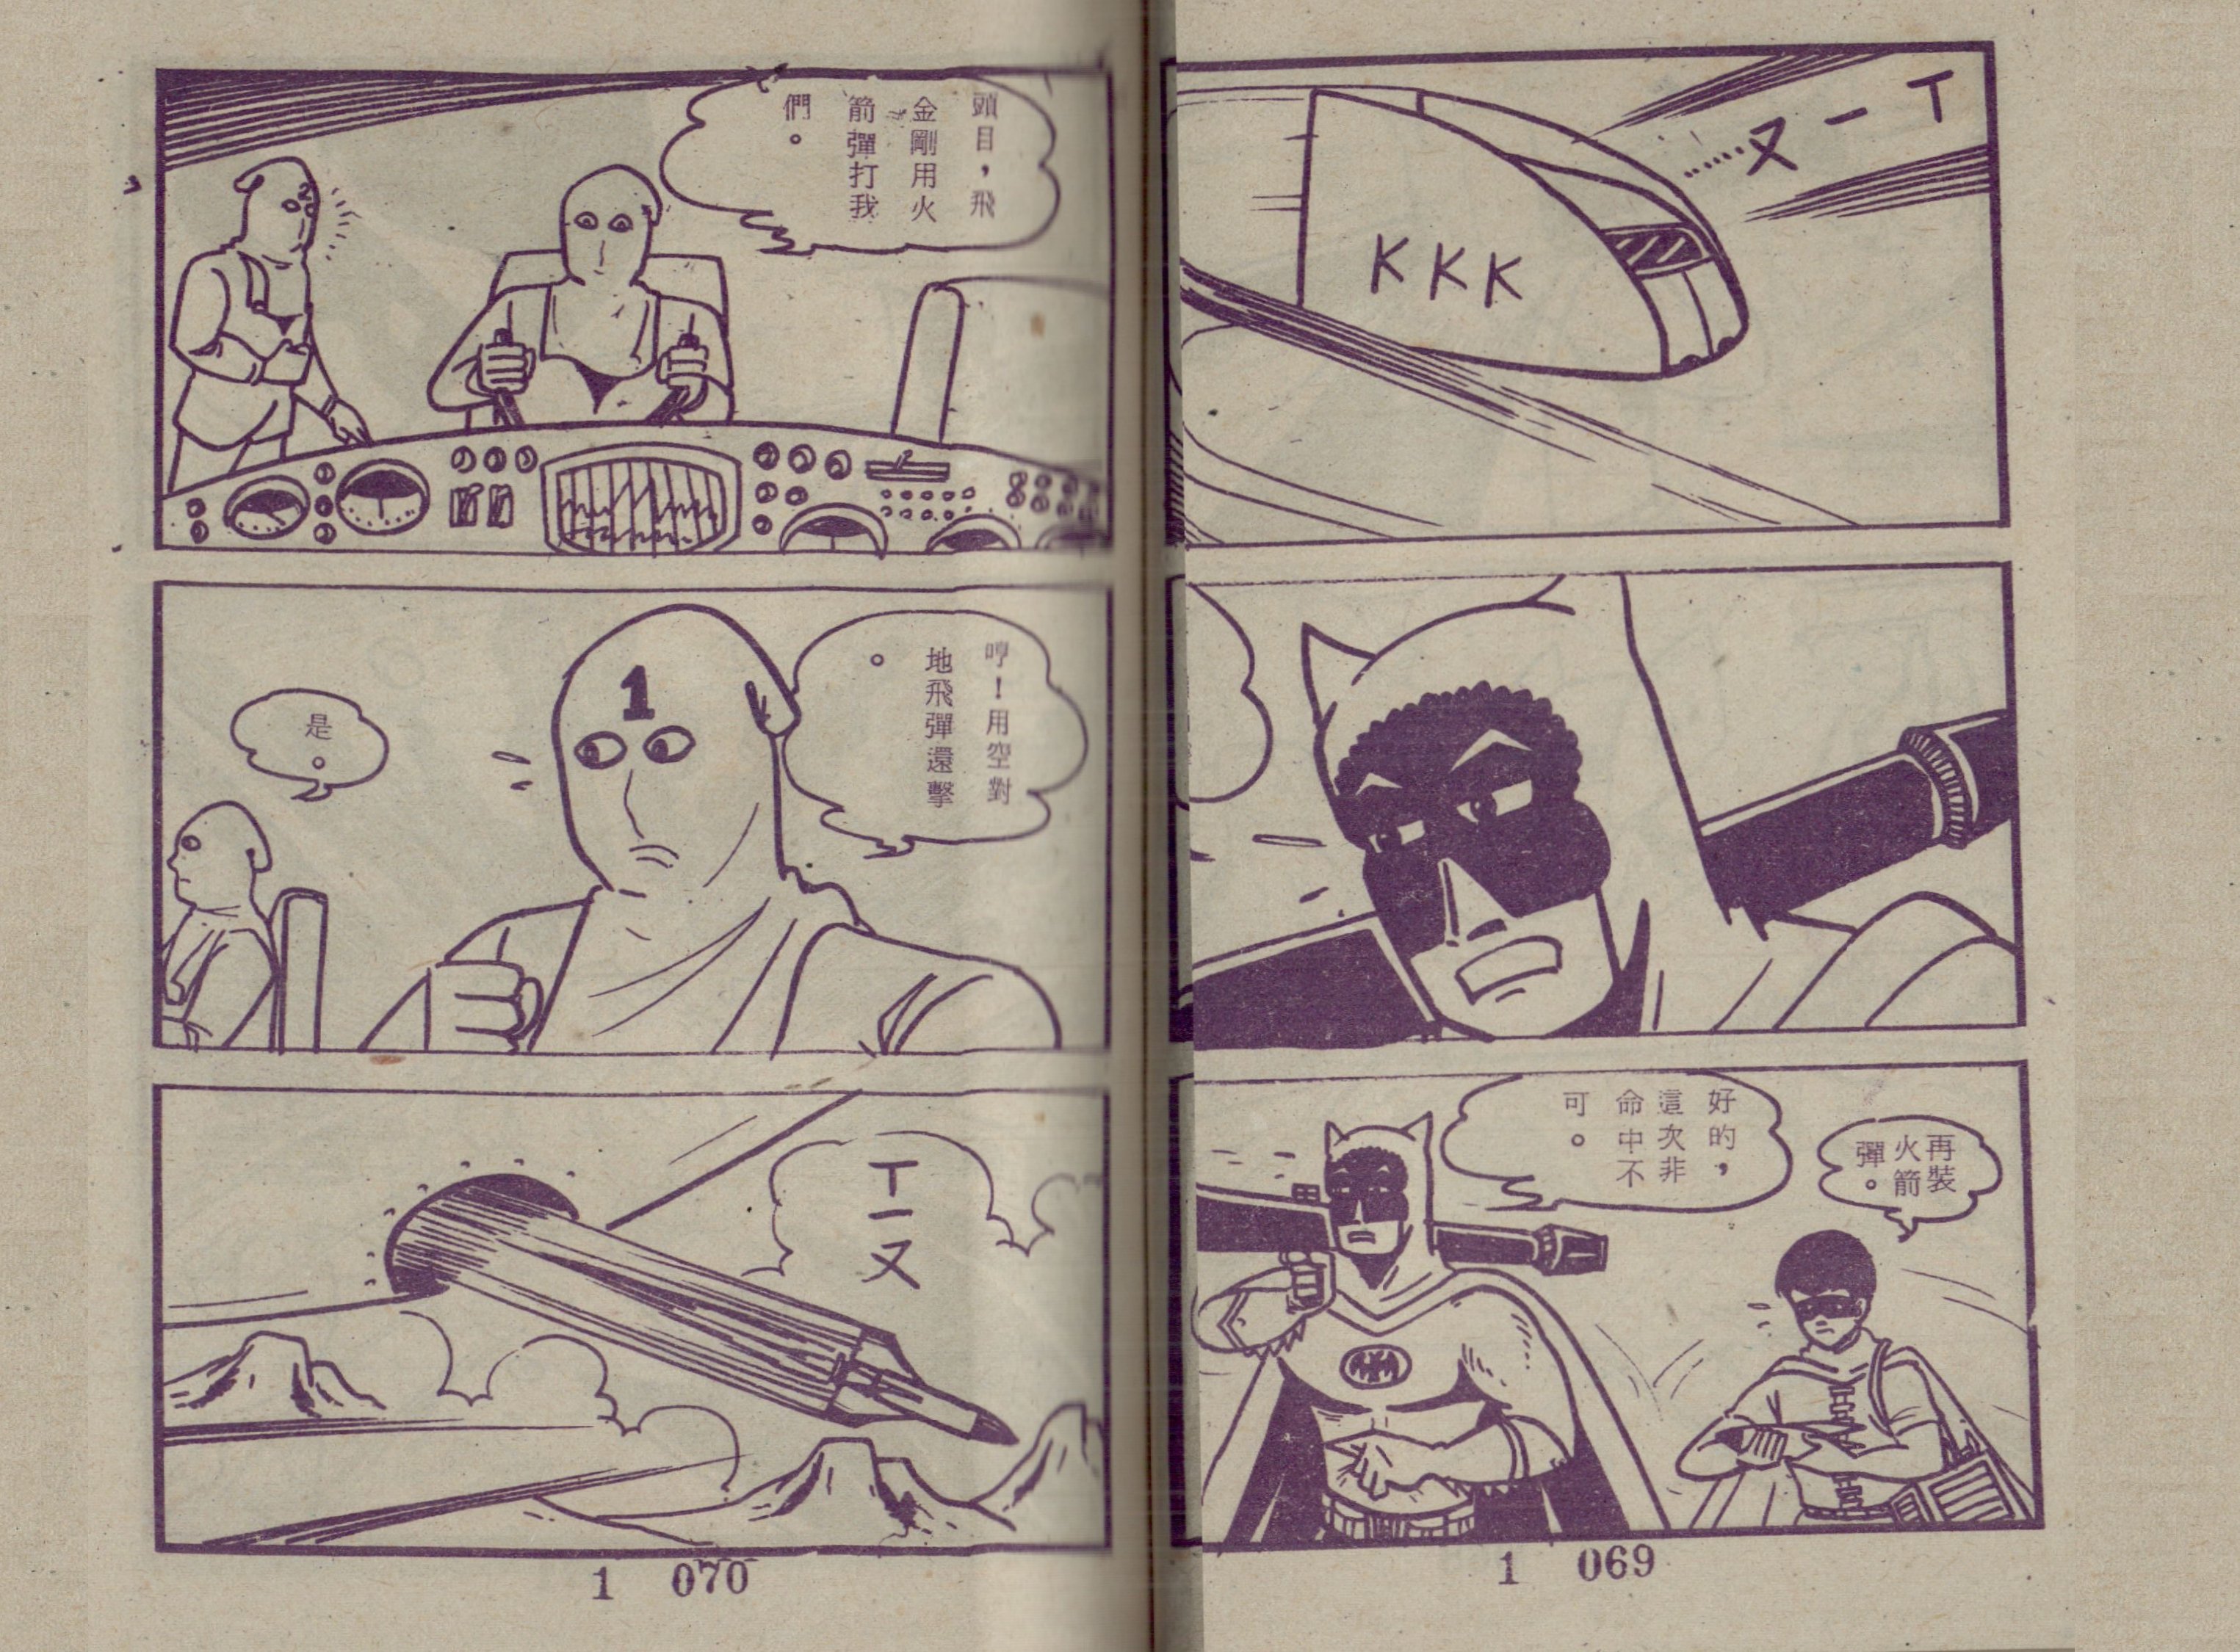 ㄒㄧㄡ……
KKK
再裝
火箭
彈。
好的，
這次非
命中不
可。
1 069
頭目，飛
金剛用火
箭彈打我
們。
2
哼！用空對
地飛彈還擊
。
1
是。
ㄒㄧㄡ
1 070